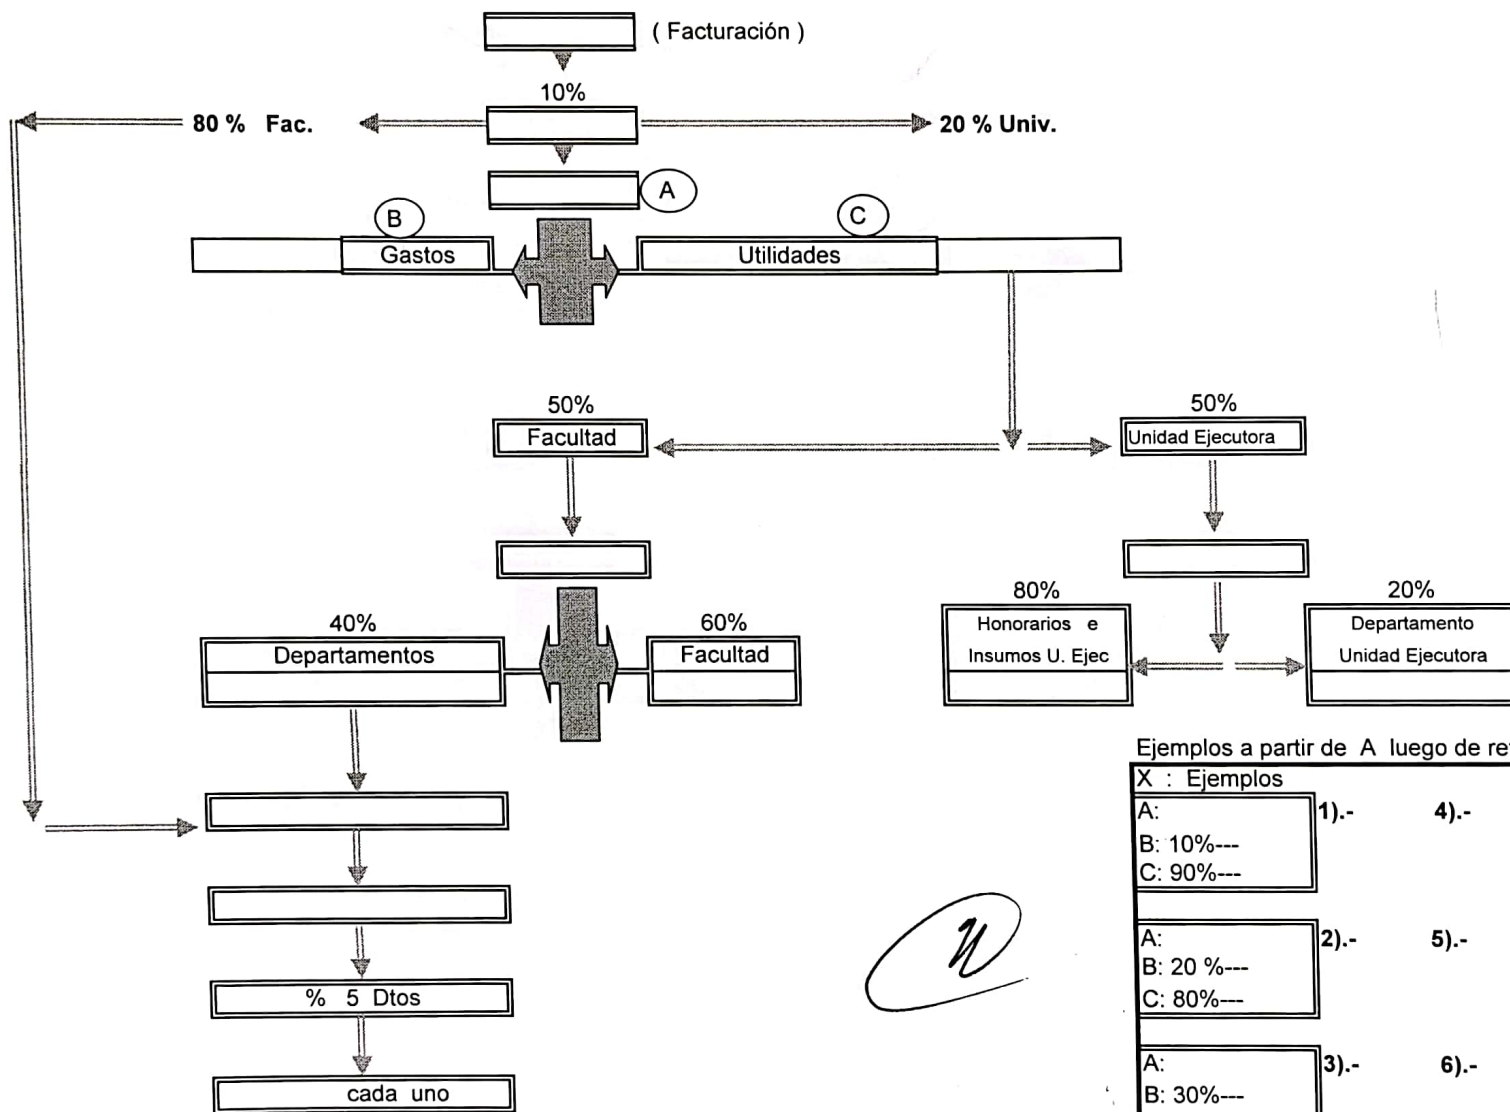 ( Facturación )
10%
80 % Fac.
20 % Univ.
A
B
C
Gastos
Utilidades
50%
Facultad
50%
Unidad Ejecutora
40%
Departamentos
60%
Facultad
80%
Honorarios e
Insumos U. Ejec
20%
Departamento
Unidad Ejecutora
Ejemplos a partir de A luego de
X : Ejemplos
A:
1).- 4).-
B: 10%---
C: 90%---
A:
2).- 5).-
B: 20 %---
C: 80%---
A:
3).- 6).-
B: 30%---
% 5 Dtos
cada uno